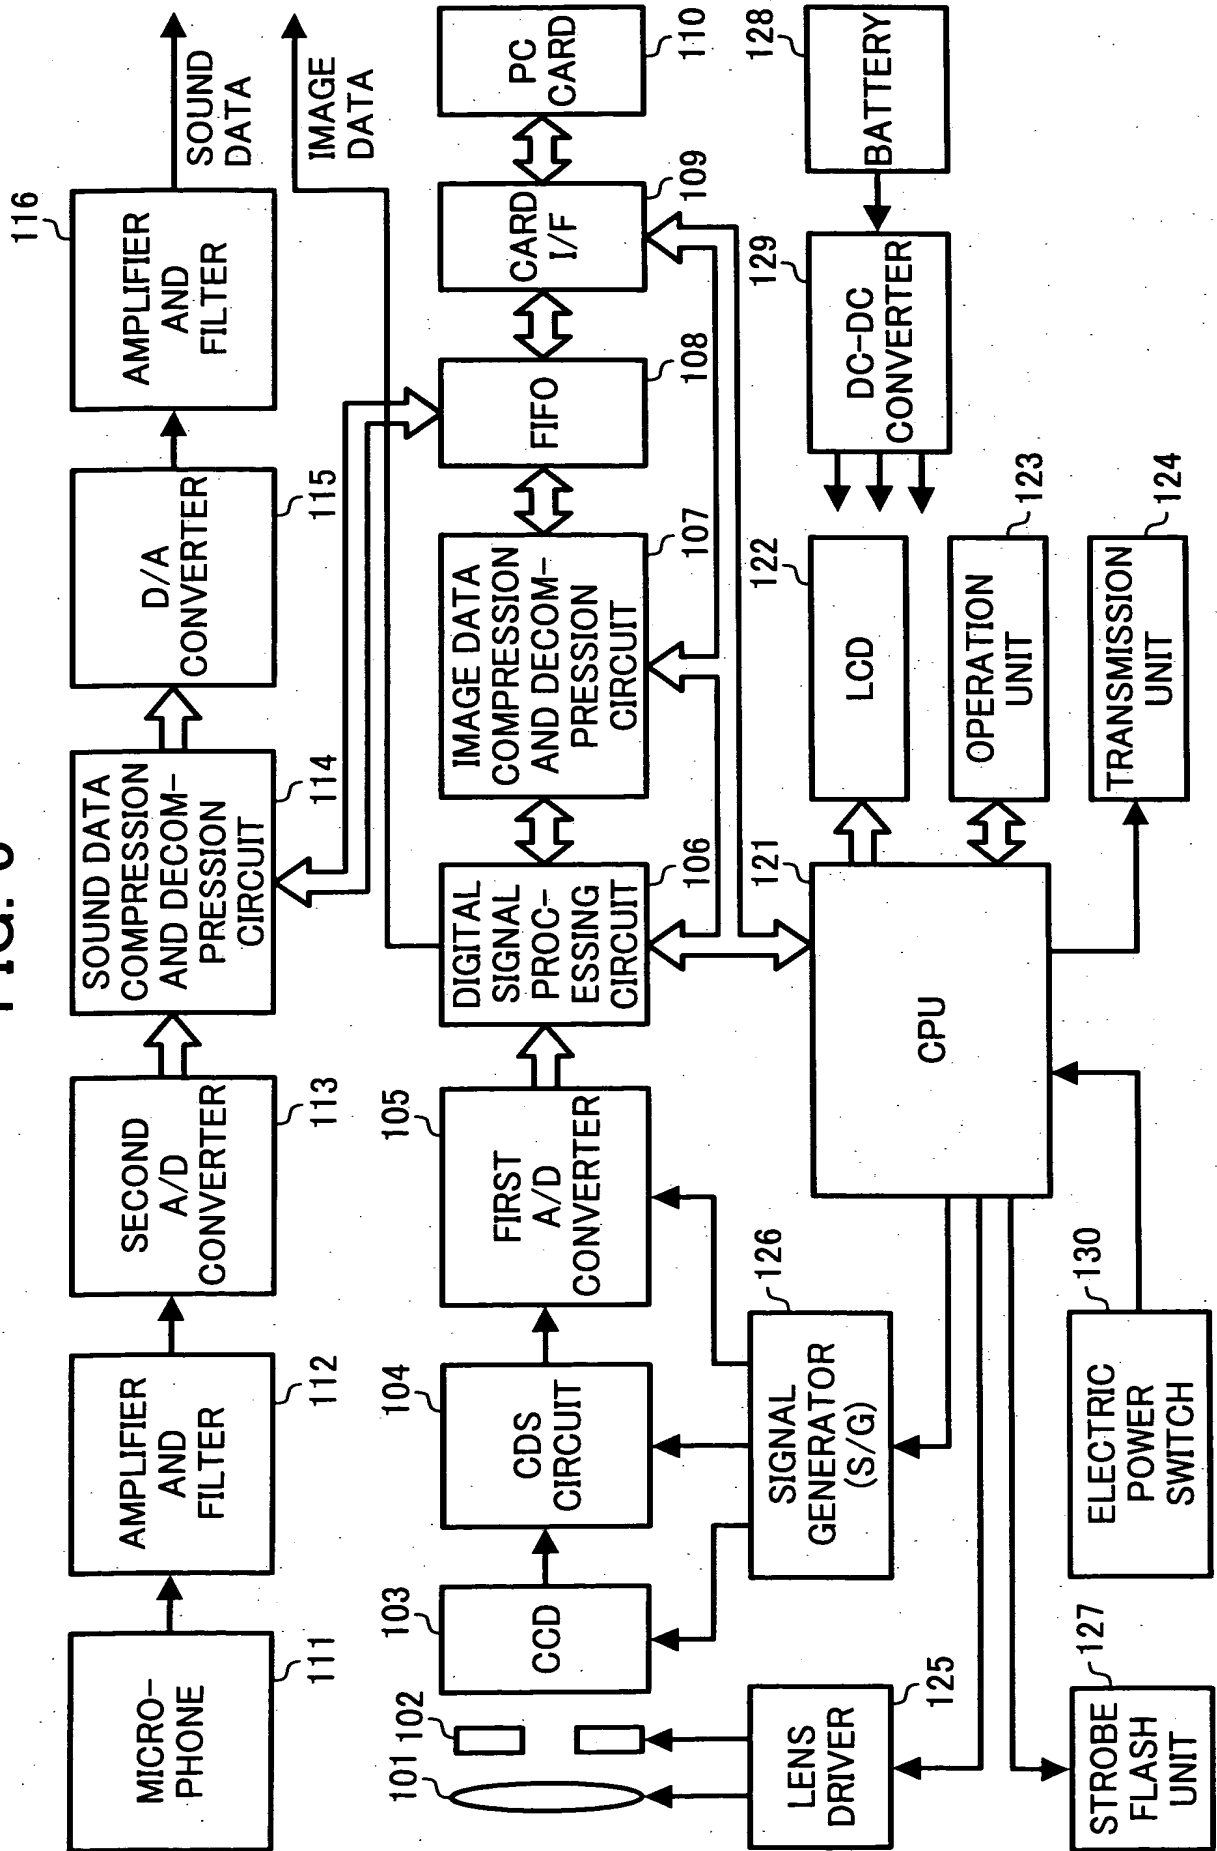 FIG.
MICRO-
PHONE
111
AMPLIFIER
AND
FILTER
112
SECOND
A/D
CONVERTER
113
SOUND DATA
COMPRESSION
AND DECOM-
PRESSION
CIRCUIT
114
D/A
CONVERTER
115
AMPLIFIER
AND
FILTER
116
SOUND
DATA
IMAGE
DATA
101
102
103
CCD
104
CDS
CIRCUIT
105
FIRST
A/D
CONVERTER
DIGITAL
SIGNAL
PROC-
ESSING
CIRCUIT
106
IMAGE DATA
COMPRESSION
AND DECOM-
PRESSION
CIRCUIT
107
FIFO
108
CARD
I/F
109
PC
CARD
110
LENS
DRIVER
125
SIGNAL
GENERATOR
(S/G)
126
CPU
121
LCD
122
OPERATION
UNIT
123
TRANSMISSION
UNIT
124
DC-DC
CONVERTER
129
BATTERY
128
STROBE
FLASH
UNIT
127
ELECTRIC
POWER
SWITCH
130